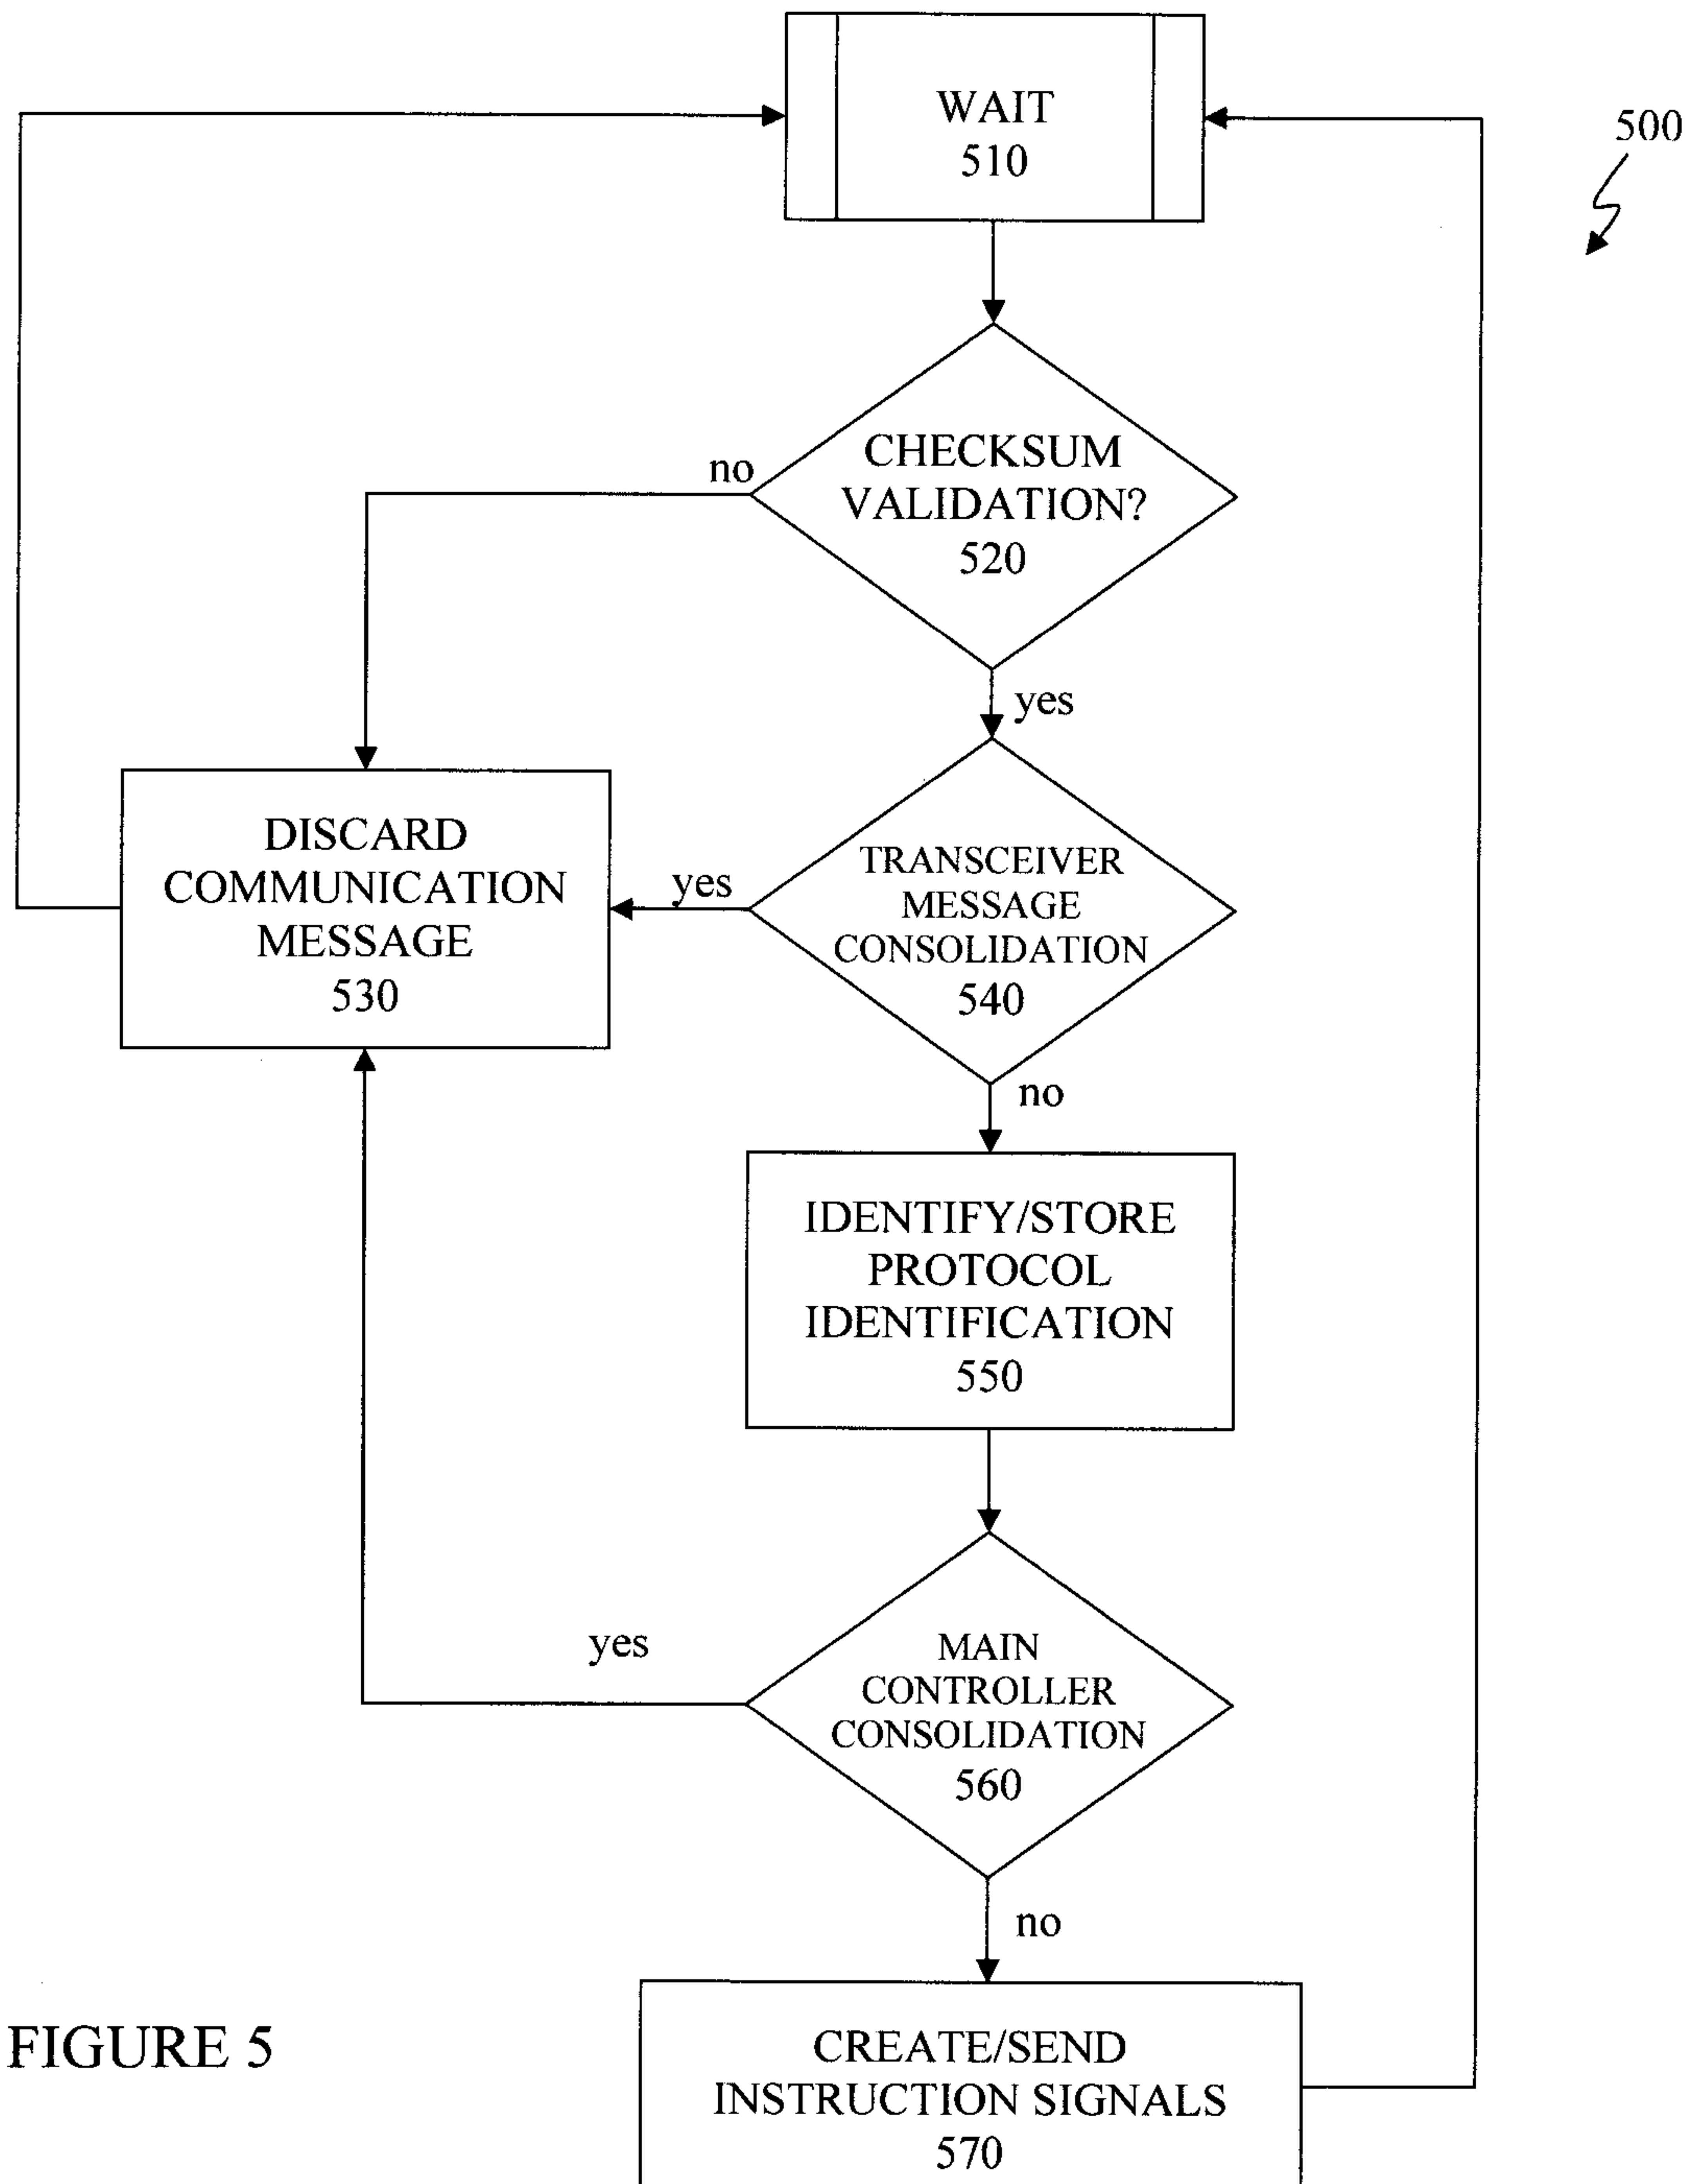 WAIT
510
500
CHECKSUM
VALIDATION?
520
no
yes
DISCARD
COMMUNICATION
MESSAGE
530
yes
TRANSCEIVER
MESSAGE
CONSOLIDATION
540
no
IDENTIFY/STORE
PROTOCOL
IDENTIFICATION
550
yes
MAIN
CONTROLLER
CONSOLIDATION
560
no
FIGURE 5
CREATE/SEND
INSTRUCTION SIGNALS
570